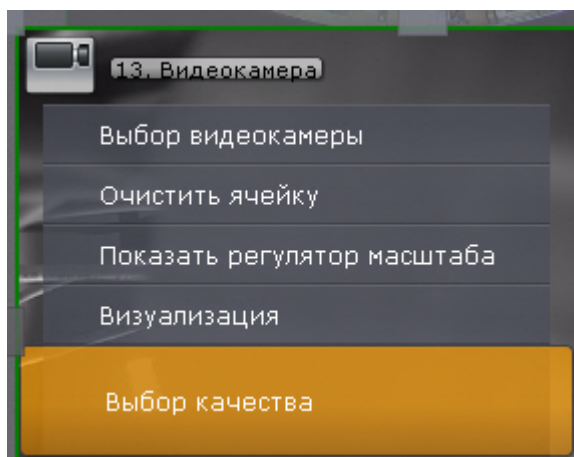 13. Видеокамера
Выбор видеокамеры
Очистить ячейку
Показать регулятор масштаба
Визуализация
Выбор качества